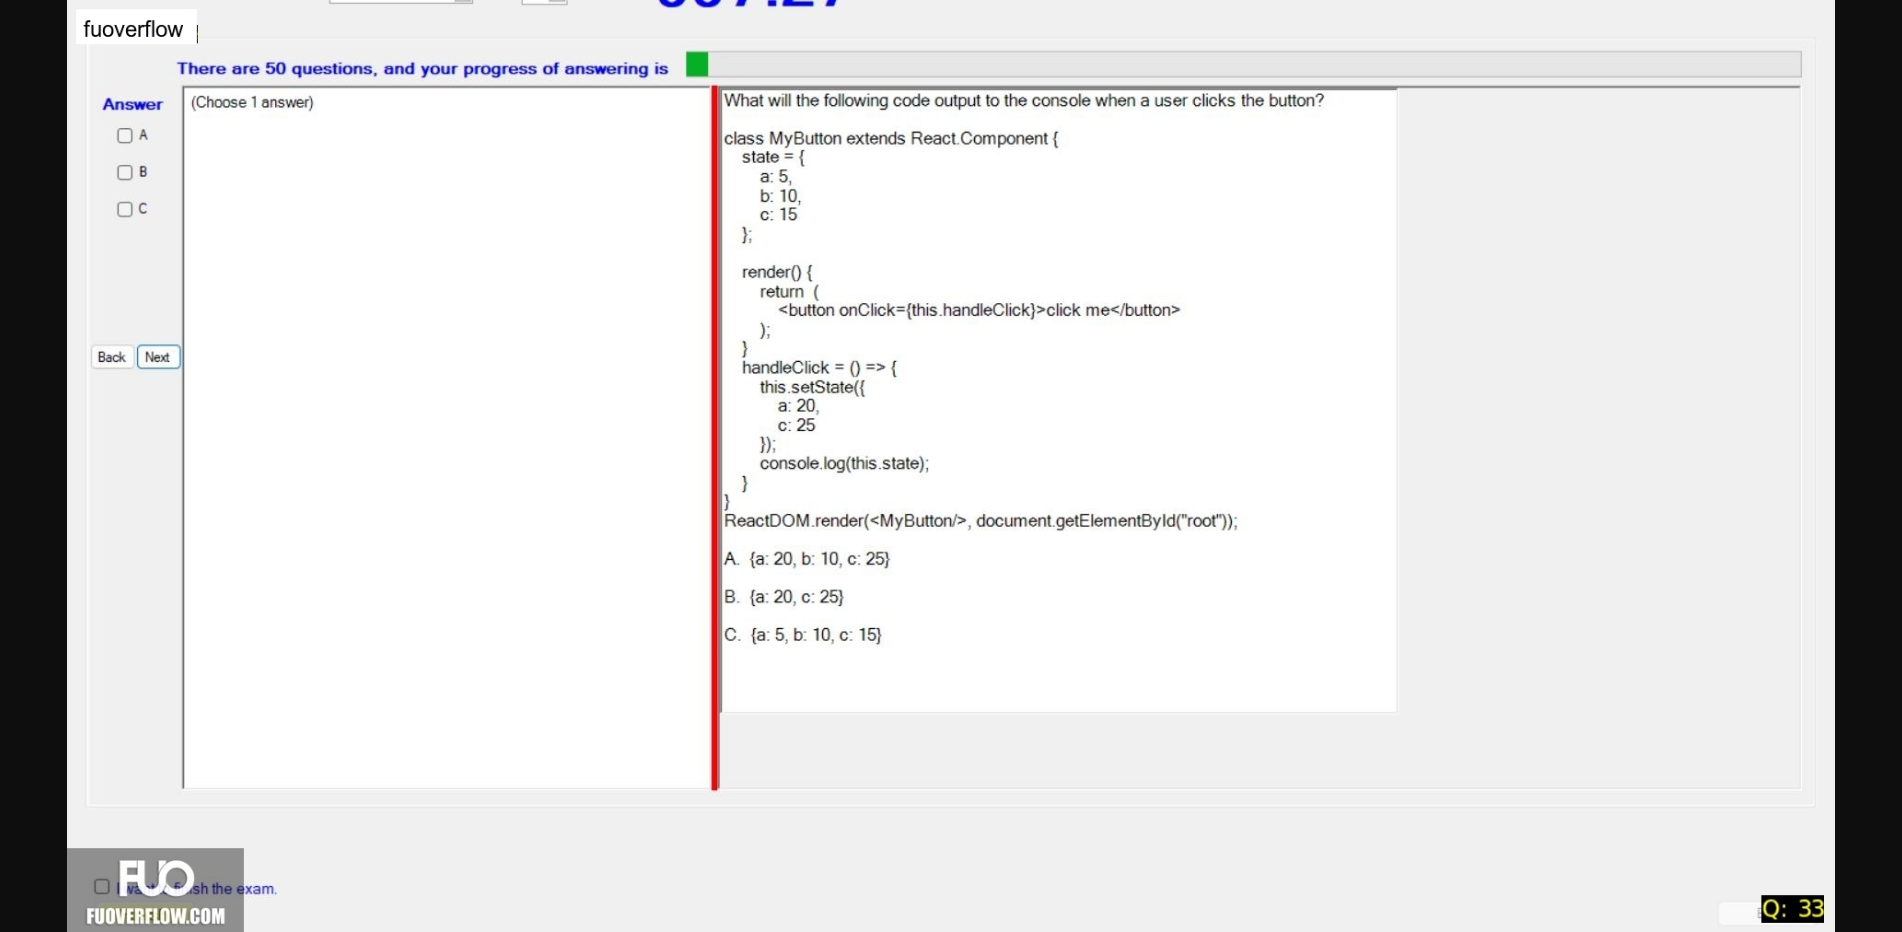 fuoverflow
There are 50 questions, and your progress of answering is
Answer
(Choose 1 answer)
A
B
C
Back
Next
What will the following code output to the console when a user clicks the button?
class MyButton extends React.Component {
state = {
a: 5,
b: 10,
c: 15
};
render() {
return (
<button onClick={this.handleClick}>click me</button>
);
}
handleClick = () => {
this.setState({
a: 20,
c: 25
});
console.log(this.state);
}
}
ReactDOM.render(<MyButton/>, document.getElementById("root"));
A. {a: 20, b: 10, c: 25}
B. {a: 20, c: 25}
C. {a: 5, b: 10, c: 15}
FUO
I the exam.
FUOVERFLOW.COM
Q: 33